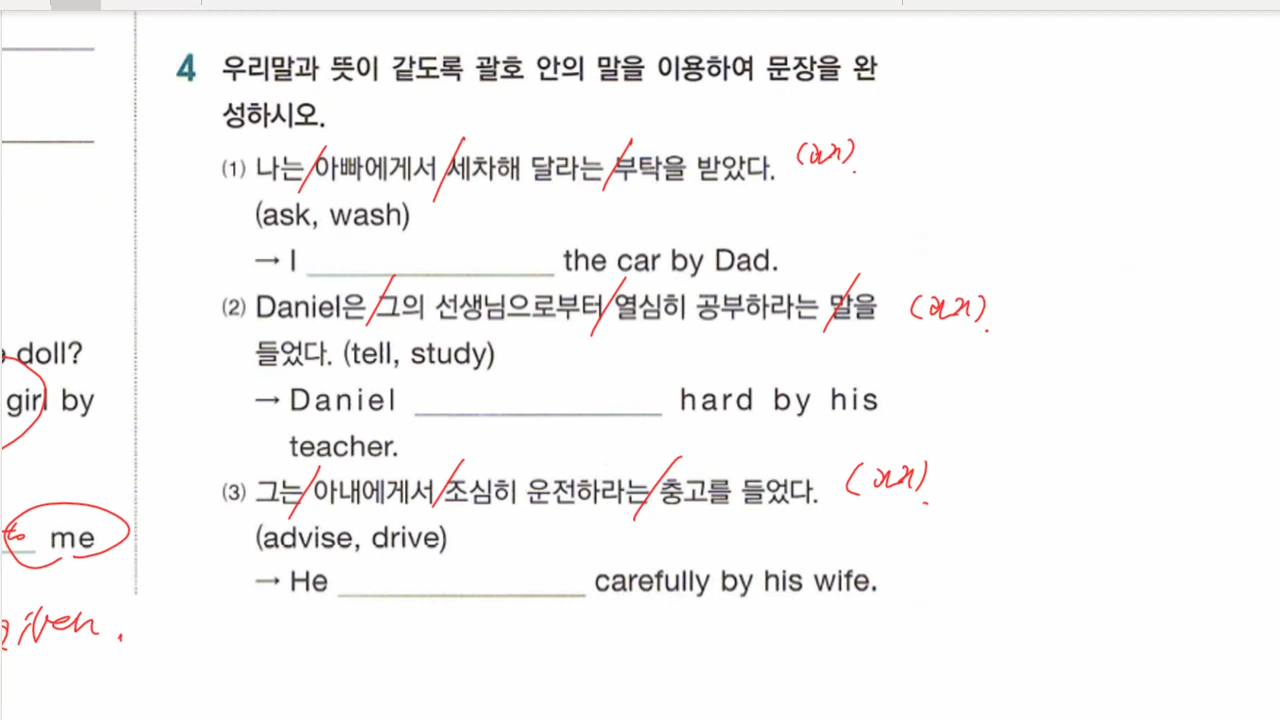 4 우리말과 뜻이 같도록 괄호 안의 말을 이용하여 문장을 완
성하시오.
(1) 나는 아빠에게서 세차해 달라는 부탁을 받았다.
(ask, wash)
→ I ____________ the car by Dad.
(2) Daniel은 그의 선생님으로부터 열심히 공부하라는 말을
들었다. (tell, study)
→ Daniel ____________ hard by his
teacher.
(3) 그는 아내에게서 조심히 운전하라는 충고를 들었다.
(advise, drive)
→ He ____________ carefully by his wife.
doll?
girl by
to me
given.